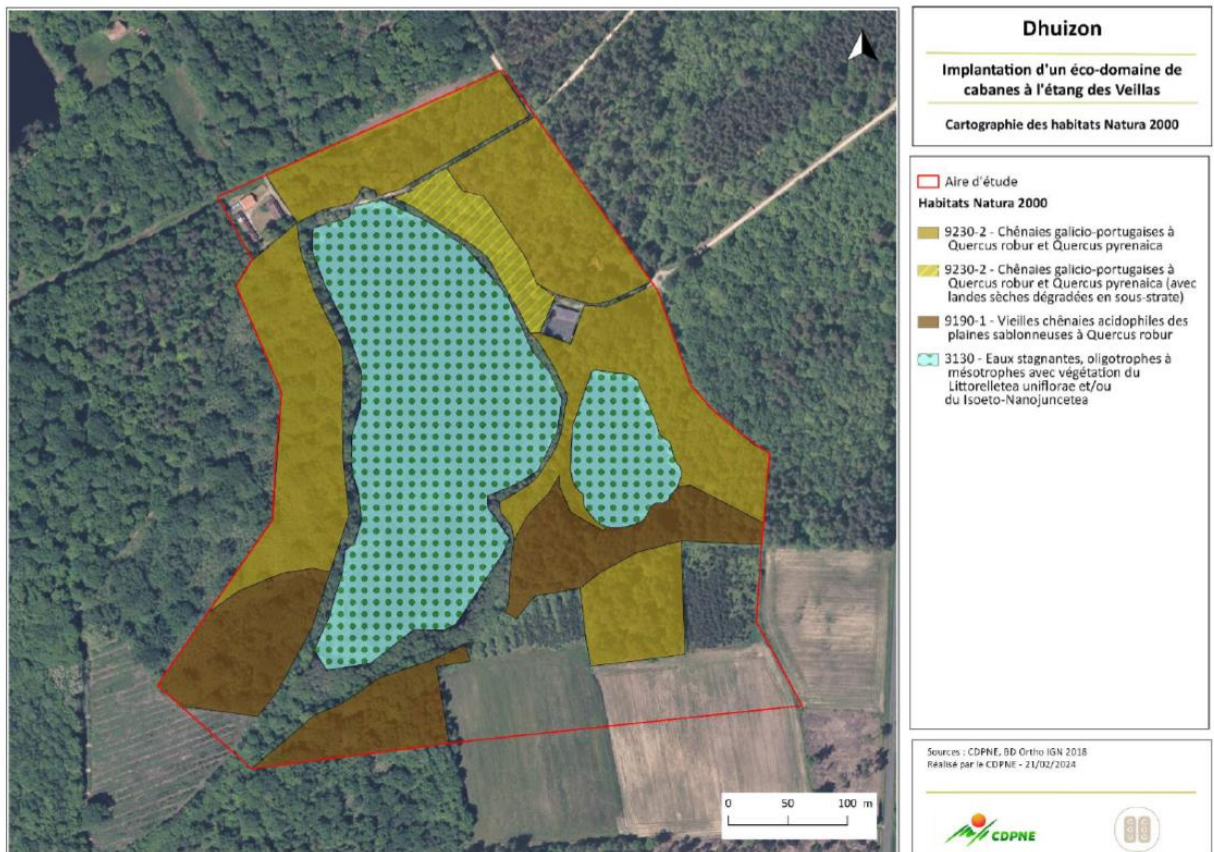 Dhuizon
Implantation d'un éco-domaine de
cabanes à l'étang des Veillas
Cartographie des habitats Natura 2000
Aire d'étude
Habitats Natura 2000
9230-2 - Chênaies galicio-portugaises à
Quercus robur et Quercus pyrenaica
9230-2 - Chênaies galicio-portugaises à
Quercus robur et Quercus pyrenaica (avec
landes sèches dégradées en sous-strate)
9190-1 - Vieilles chênaies acidophiles des
plaines sablonneuses à Quercus robur
3130 - Eaux stagnantes, oligotrophes à
mésotrophes avec végétation du
Littorelletea uniflorae et/ou
du Isoeto-Nanojuncetea
0 50 100 m
Sources : CDPNE, BD Ortho IGN 2018
Réalisé par le CDPNE - 21/02/2024
CDPNE